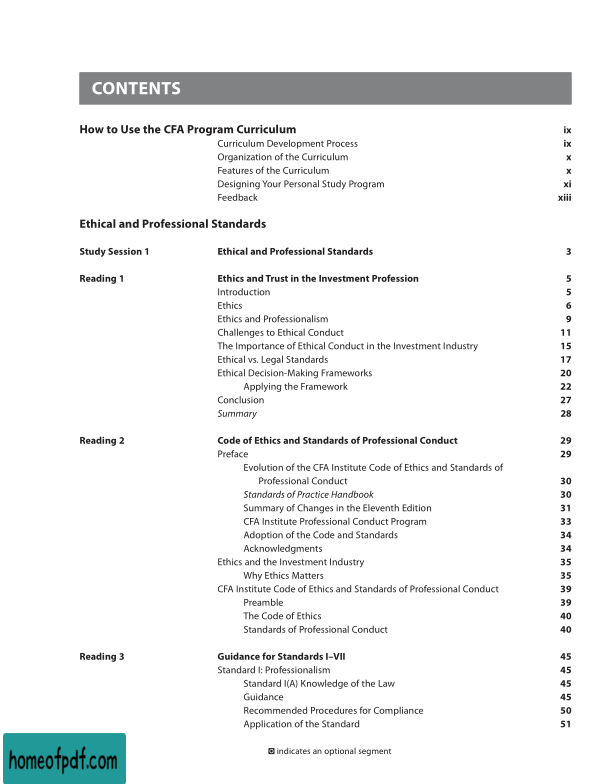 CONTENTS
How to Use the CFA Program Curriculum ix
Curriculum Development Process ix
Organization of the Curriculum x
Features of the Curriculum x
Designing Your Personal Study Program xi
Feedback xiii
Ethical and Professional Standards
Study Session 1 Ethical and Professional Standards 3
Reading 1 Ethics and Trust in the Investment Profession 5
Introduction 5
Ethics 6
Ethics and Professionalism 9
Challenges to Ethical Conduct 11
The Importance of Ethical Conduct in the Investment Industry 15
Ethical vs. Legal Standards 17
Ethical Decision-Making Frameworks 20
Applying the Framework 22
Conclusion 27
Summary 28
Reading 2 Code of Ethics and Standards of Professional Conduct 29
Preface 29
Evolution of the CFA Institute Code of Ethics and Standards of
Professional Conduct 30
Standards of Practice Handbook 30
Summary of Changes in the Eleventh Edition 31
CFA Institute Professional Conduct Program 33
Adoption of the Code and Standards 34
Acknowledgments 34
Ethics and the Investment Industry 35
Why Ethics Matters 35
CFA Institute Code of Ethics and Standards of Professional Conduct 39
Preamble 39
The Code of Ethics 40
Standards of Professional Conduct 40
Reading 3 Guidance for Standards I–VII 45
Standard I: Professionalism 45
Standard I(A) Knowledge of the Law 45
Guidance 45
Recommended Procedures for Compliance 50
Application of the Standard 51
indicates an optional segment
homeofpdf.com